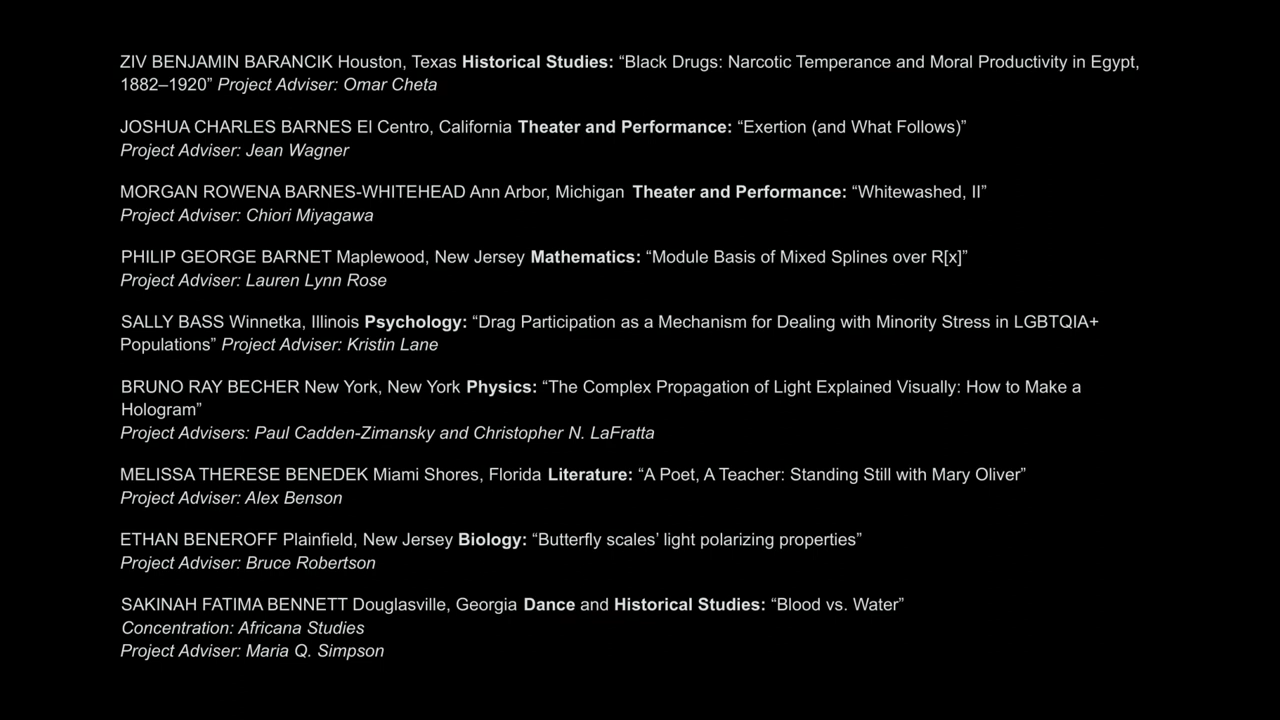 ZIV BENJAMIN BARANCIK Houston, Texas Historical Studies: “Black Drugs: Narcotic Temperance and Moral Productivity in Egypt,
1882–1920” Project Adviser: Omar Cheta
JOSHUA CHARLES BARNES El Centro, California Theater and Performance: “Exertion (and What Follows)”
Project Adviser: Jean Wagner
MORGAN ROWENA BARNES-WHITEHEAD Ann Arbor, Michigan Theater and Performance: “Whitewashed, II”
Project Adviser: Chiori Miyagawa
PHILIP GEORGE BARNET Maplewood, New Jersey Mathematics: “Module Basis of Mixed Splines over R[x]”
Project Adviser: Lauren Lynn Rose
SALLY BASS Winnetka, Illinois Psychology: “Drag Participation as a Mechanism for Dealing with Minority Stress in LGBTQIA+
Populations” Project Adviser: Kristin Lane
BRUNO RAY BECHER New York, New York Physics: “The Complex Propagation of Light Explained Visually: How to Make a
Hologram”
Project Advisers: Paul Cadden-Zimansky and Christopher N. LaFratta
MELISSA THERESE BENEDEK Miami Shores, Florida Literature: “A Poet, A Teacher: Standing Still with Mary Oliver”
Project Adviser: Alex Benson
ETHAN BENEROFF Plainfield, New Jersey Biology: “Butterfly scales’ light polarizing properties”
Project Adviser: Bruce Robertson
SAKINAH FATIMA BENNETT Douglasville, Georgia Dance and Historical Studies: “Blood vs. Water”
Concentration: Africana Studies
Project Adviser: Maria Q. Simpson